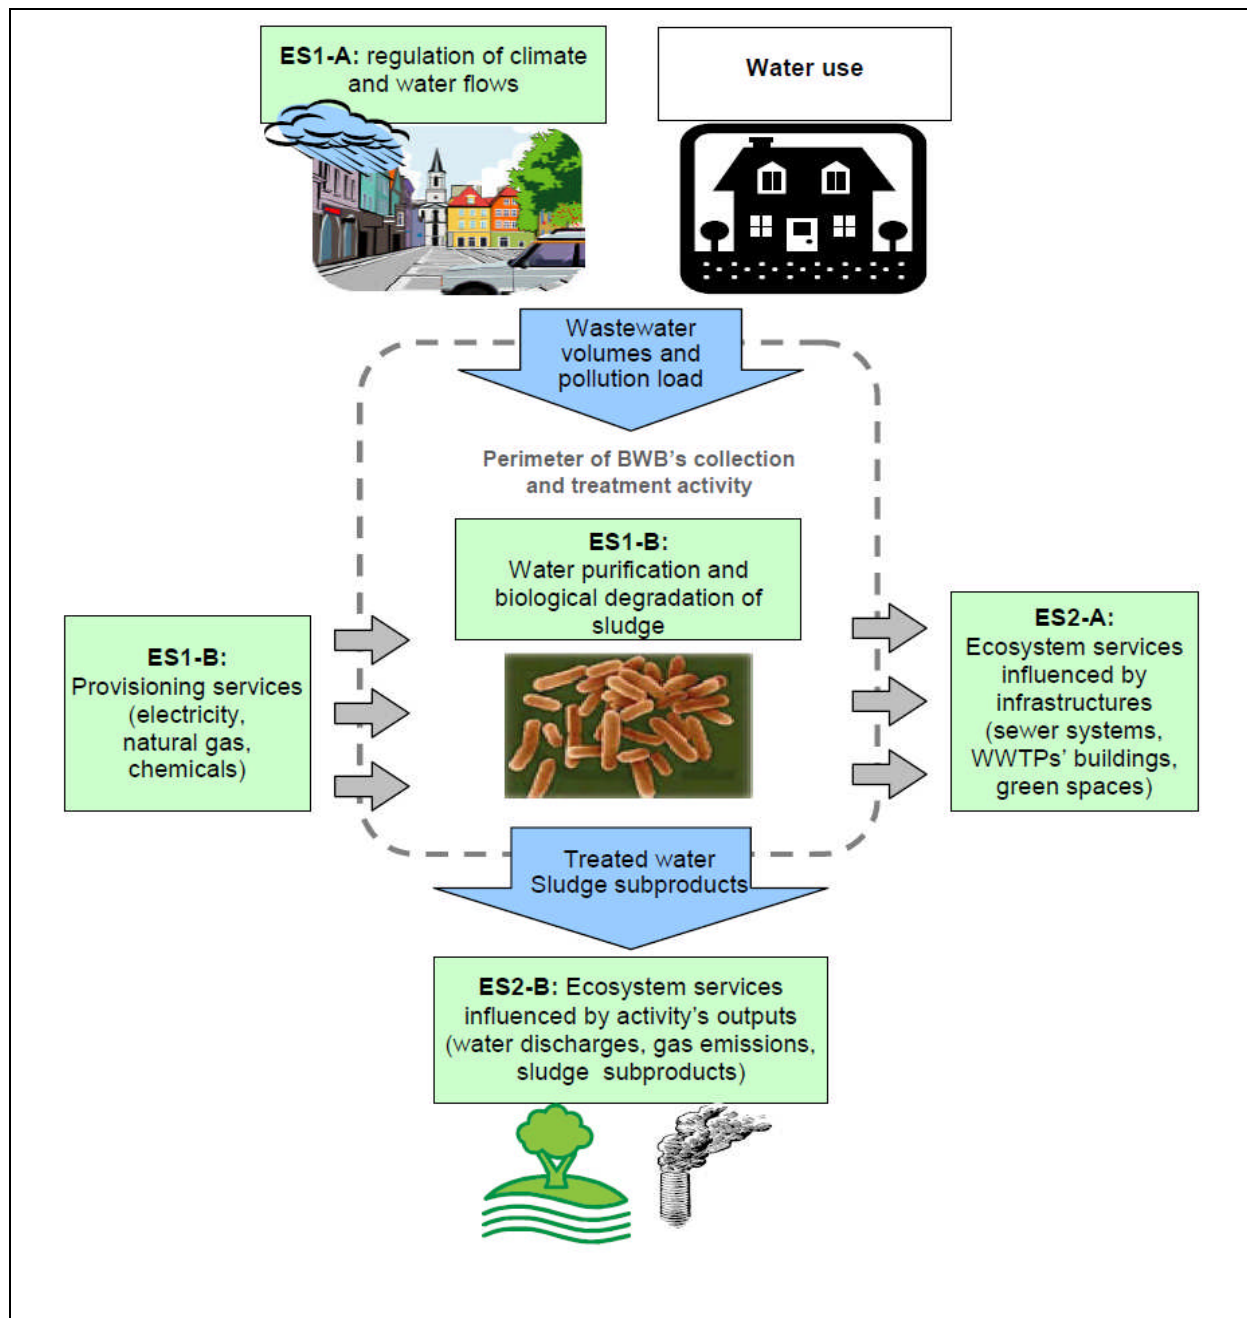 ES1-A: regulation of climate
and water flows
Water use
Wastewater
volumes and
pollution load
Perimeter of BWB's collection
and treatment activity
ES1-B:
Water purification and
biological degradation of
sludge
ES1-B:
Provisioning services
(electricity,
natural gas,
chemicals)
ES2-A:
Ecosystem services
influenced by
infrastructures
(sewer systems,
WWTPs' buildings,
green spaces)
Treated water
Sludge subproducts
ES2-B: Ecosystem services
influenced by activity's outputs
(water discharges, gas emissions,
sludge subproducts)